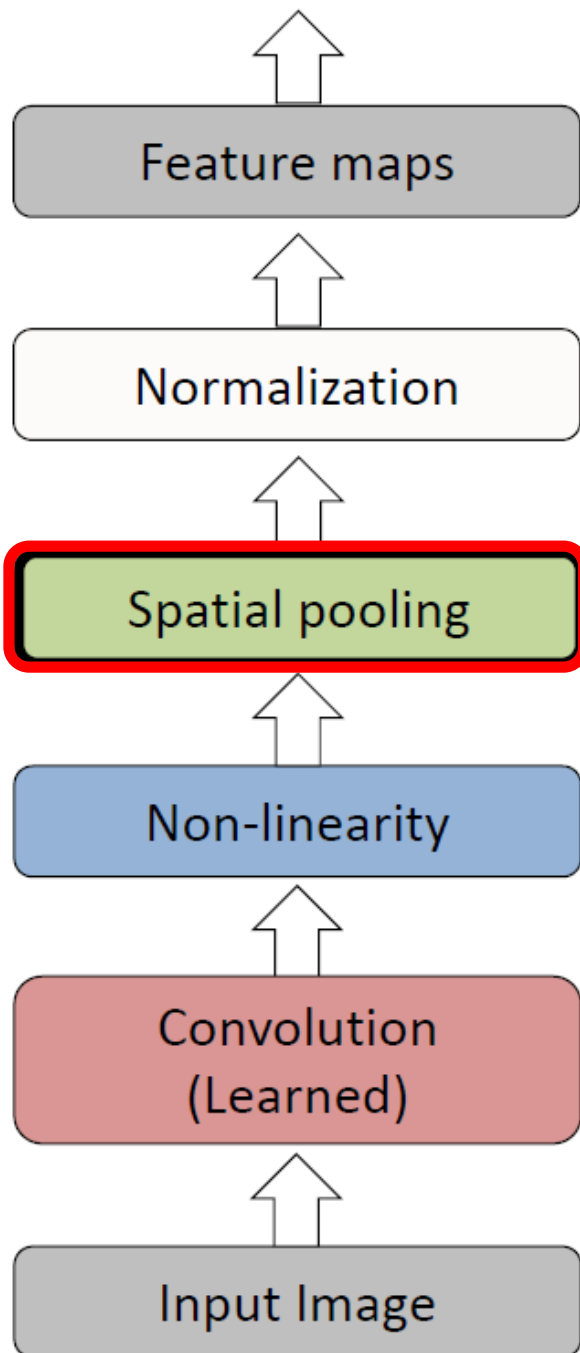 Feature maps
Normalization
Spatial pooling
Non-linearity
Convolution
(Learned)
Input Image